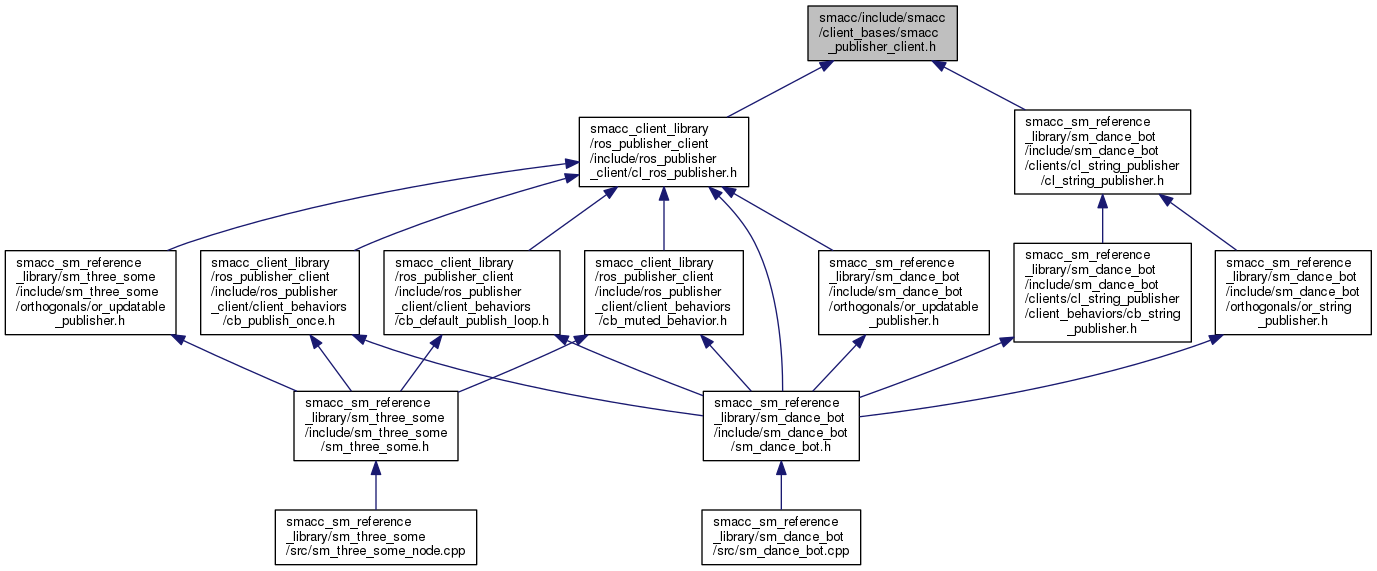 smacc/include/smacc
/client_bases/smacc
_publisher_client.h
smacc_client_library
/ros_publisher_client
/include/ros_publisher
_client/cl_ros_publisher.h
smacc_sm_reference
_library/sm_dance_bot
/include/sm_dance_bot
/clients/cl_string_publisher
/cl_string_publisher.h
smacc_sm_reference
_library/sm_three_some
/include/sm_three_some
/orthogonals/or_updatable
_publisher.h
smacc_client_library
/ros_publisher_client
/include/ros_publisher
_client/client_behaviors
/cb_publish_once.h
smacc_client_library
/ros_publisher_client
/include/ros_publisher
_client/client_behaviors
/cb_default_publish_loop.h
smacc_client_library
/ros_publisher_client
/include/ros_publisher
_client/client_behaviors
/cb_muted_behavior.h
smacc_sm_reference
_library/sm_dance_bot
/include/sm_dance_bot
/orthogonals/or_updatable
_publisher.h
smacc_sm_reference
_library/sm_dance_bot
/include/sm_dance_bot
/clients/cl_string_publisher
/client_behaviors/cb_string
_publisher.h
smacc_sm_reference
_library/sm_dance_bot
/include/sm_dance_bot
/orthogonals/or_string
_publisher.h
smacc_sm_reference
_library/sm_three_some
/include/sm_three_some
/sm_three_some.h
smacc_sm_reference
_library/sm_dance_bot
/include/sm_dance_bot
/sm_dance_bot.h
smacc_sm_reference
_library/sm_three_some
/src/sm_three_some_node.cpp
smacc_sm_reference
_library/sm_dance_bot
/src/sm_dance_bot.cpp